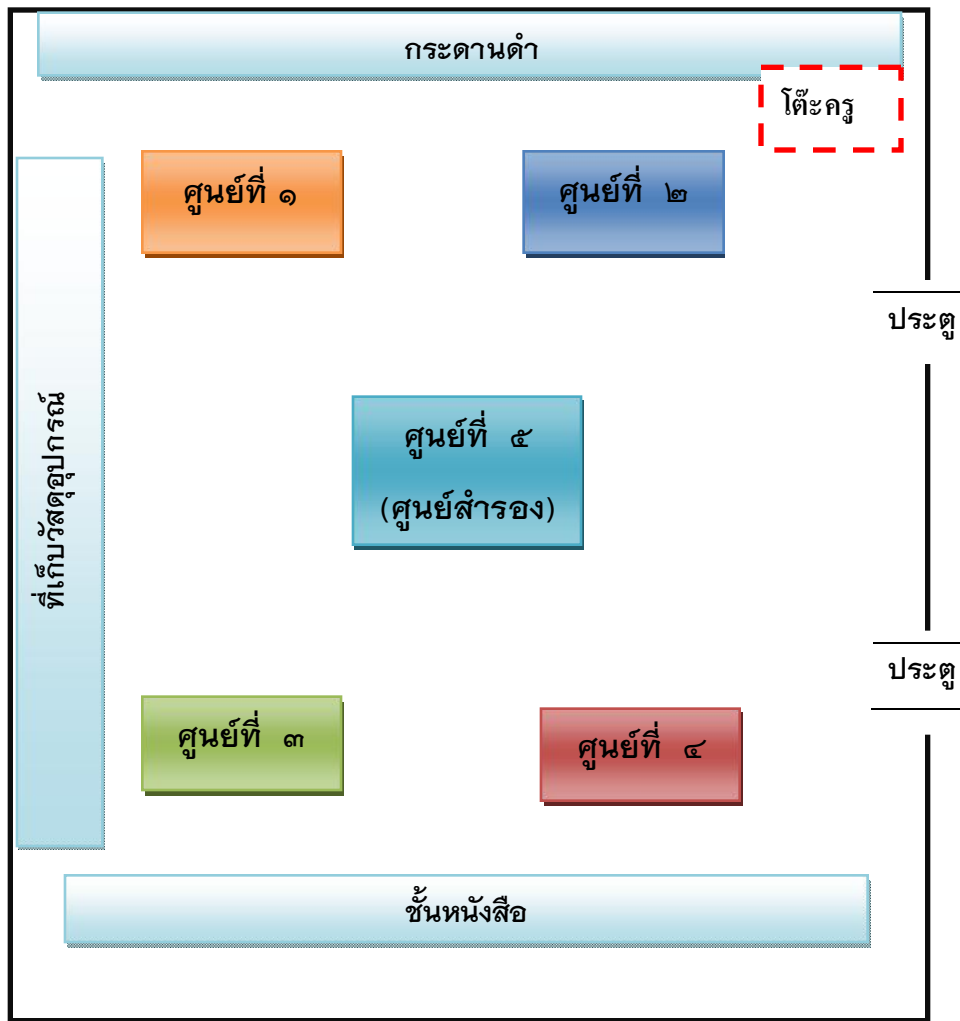 กระดานดำ
โต๊ะครู
ศูนย์ที่ ๑
ศูนย์ที่ ๒
ประตู
ที่เก็บวัสดุอุปกรณ์
ศูนย์ที่ ๕
(ศูนย์สำรอง)
ประตู
ศูนย์ที่ ๓
ศูนย์ที่ ๔
ชั้นหนังสือ